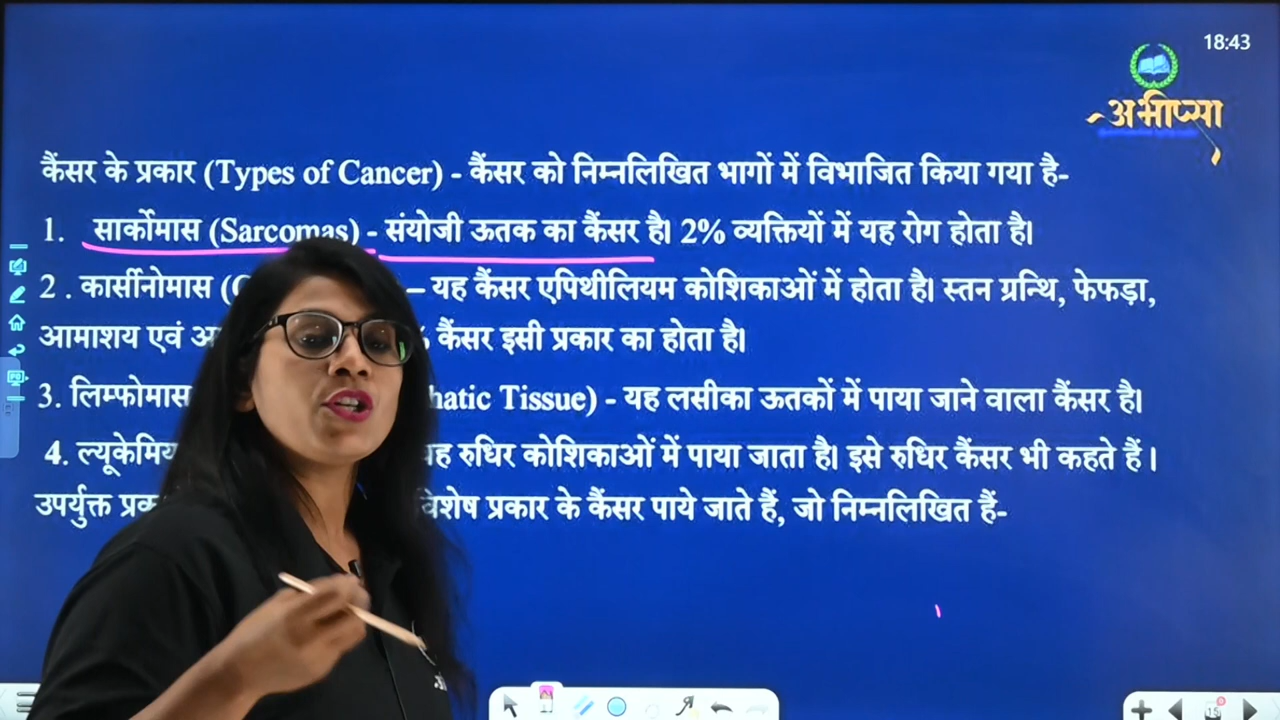 18:43
अभीप्सा
कैंसर के प्रकार (Types of Cancer) - कैंसर को निम्नलिखित भागों में विभाजित किया गया है-
1. सार्कोमास (Sarcomas) - संयोजी ऊतक का कैंसर है। 2% व्यक्तियों में यह रोग होता है।
2 . कार्सीनोमास ( – यह कैंसर एपिथीलियम कोशिकाओं में होता है। स्तन ग्रन्थि, फेफड़ा,
आमाशय एवं % कैंसर इसी प्रकार का होता है।
3. लिम्फोमास hatic Tissue) - यह लसीका ऊतकों में पाया जाने वाला कैंसर है।
4. ल्यूकेमिय यह रुधिर कोशिकाओं में पाया जाता है। इसे रुधिर कैंसर भी कहते हैं ।
उपर्युक्त प्रक विशेष प्रकार के कैंसर पाये जाते हैं, जो निम्नलिखित हैं-
15